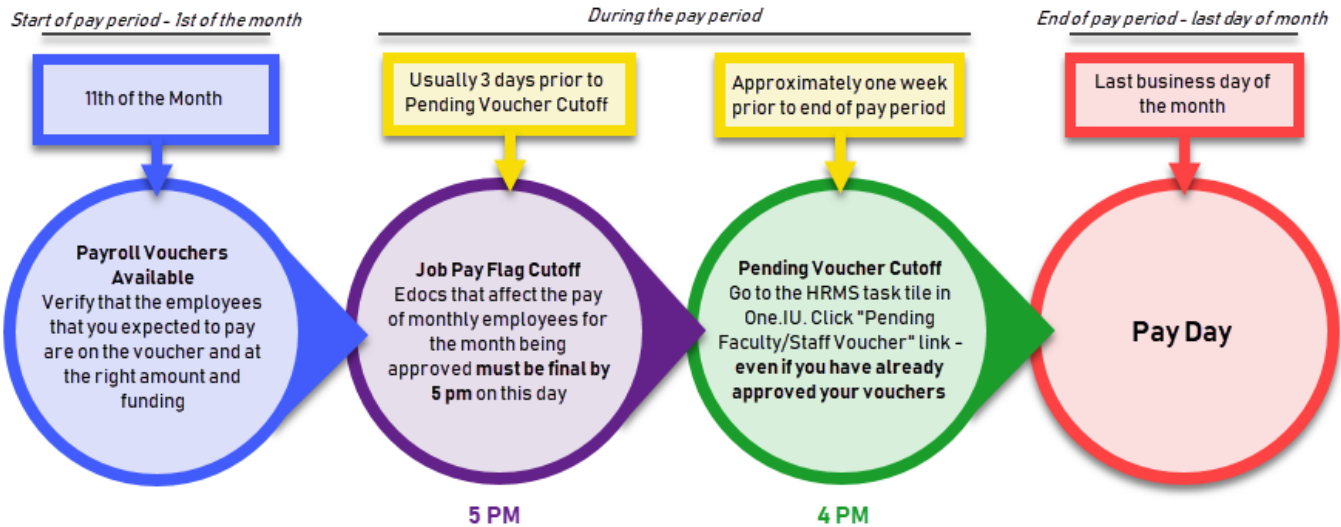 Start of pay period - 1st of the month
During the pay period
End of pay period - last day of month
11th of the Month
Usually 3 days prior to
Pending Voucher Cutoff
Approximately one week
prior to end of pay period
Last business day of
the month
Payroll Vouchers
Available
Verify that the employees
that you expected to pay
are on the voucher and at
the right amount and
funding
Job Pay Flag Cutoff
Edocs that affect the pay
of monthly employees for
the month being
approved must be final by
5 pm on this day
Pending Voucher Cutoff
Go to the HRMS task tile in
One.IU. Click "Pending
Faculty/Staff Voucher" link -
even if you have already
approved your vouchers
Pay Day
5 PM
4 PM